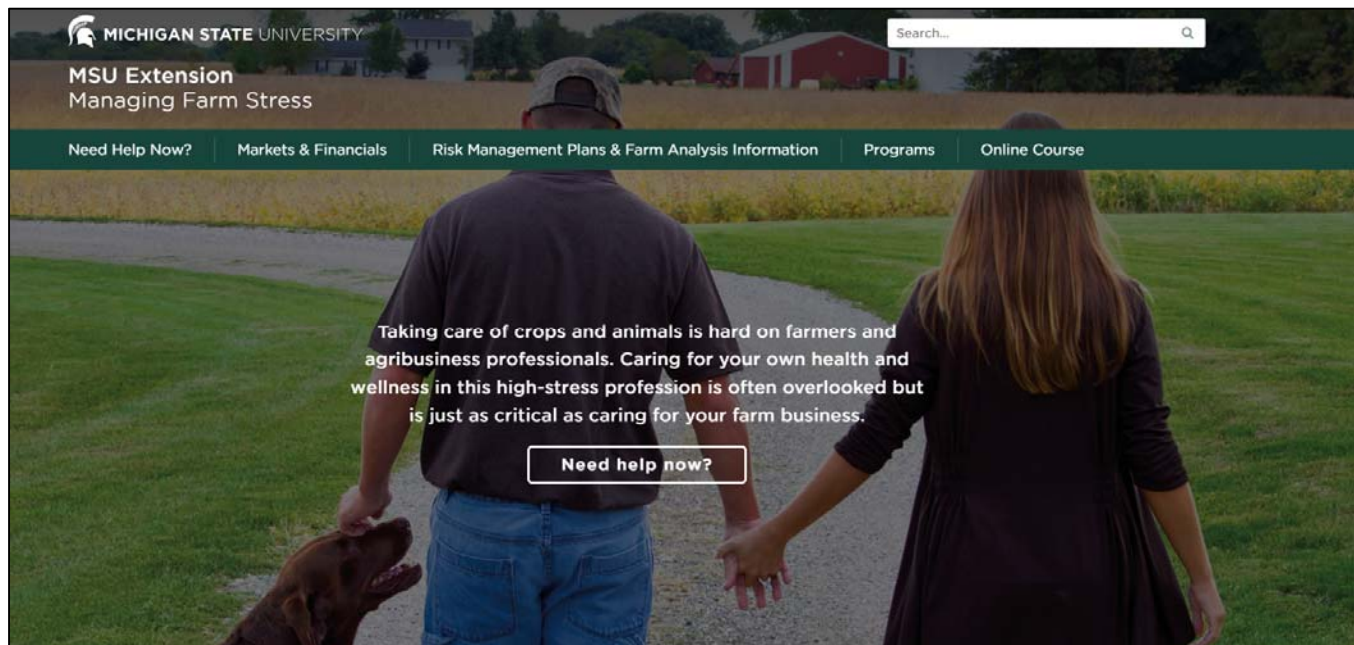 MICHIGAN STATE UNIVERSITY
Search...
MSU Extension
Managing Farm Stress
Need Help Now?
Markets & Financials
Risk Management Plans & Farm Analysis Information
Programs
Online Course
Taking care of crops and animals is hard on farmers and
agribusiness professionals. Caring for your own health and
wellness in this high-stress profession is often overlooked but
is just as critical as caring for your farm business.
Need help now?